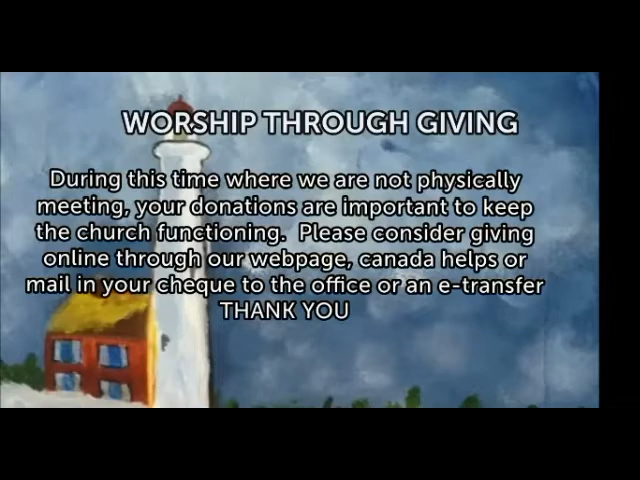 WORSHIP THROUGH GIVING
During this time where we are not physically
meeting, your donations are important to keep
the church functioning.  Please consider giving
online through our webpage, canada helps or
mail in your cheque to the office or an e-transfer
THANK YOU